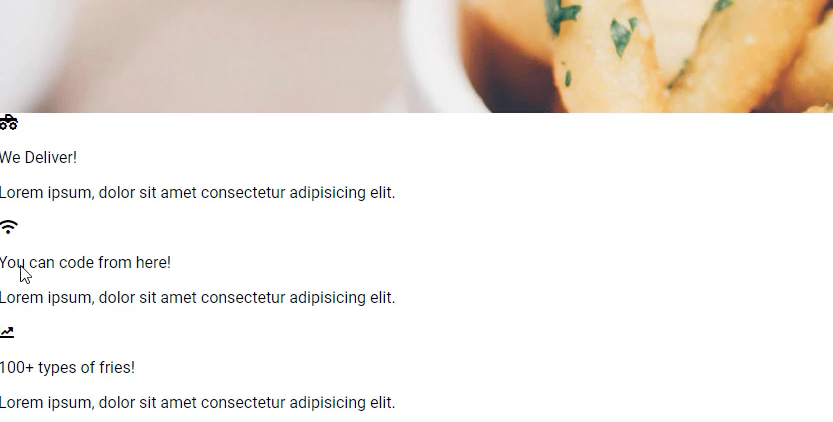 We Deliver!
Lorem ipsum, dolor sit amet consectetur adipisicing elit.
You can code from here!
Lorem ipsum, dolor sit amet consectetur adipisicing elit.
100+ types of fries!
Lorem ipsum, dolor sit amet consectetur adipisicing elit.